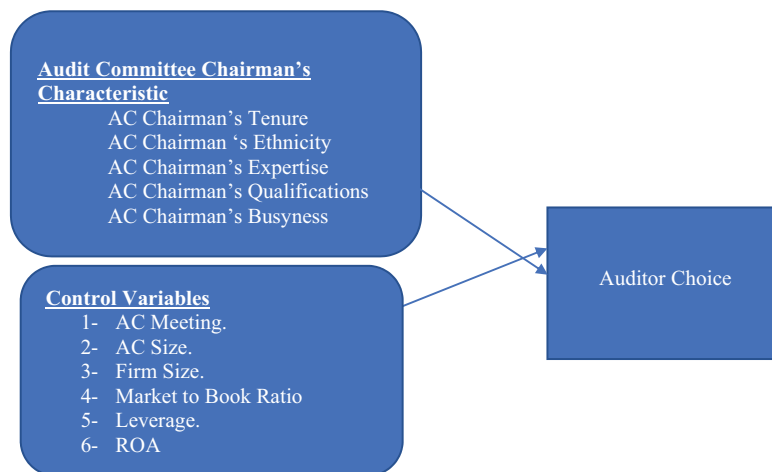 Audit Committee Chairman's
Characteristic
AC Chairman's Tenure
AC Chairman ‘s Ethnicity
AC Chairman's Expertise
AC Chairman's Qualifications
AC Chairman's Busyness
Control Variables
1- AC Meeting.
2- AC Size.
3- Firm Size.
4- Market to Book Ratio
5- Leverage.
6- ROA
Auditor Choice